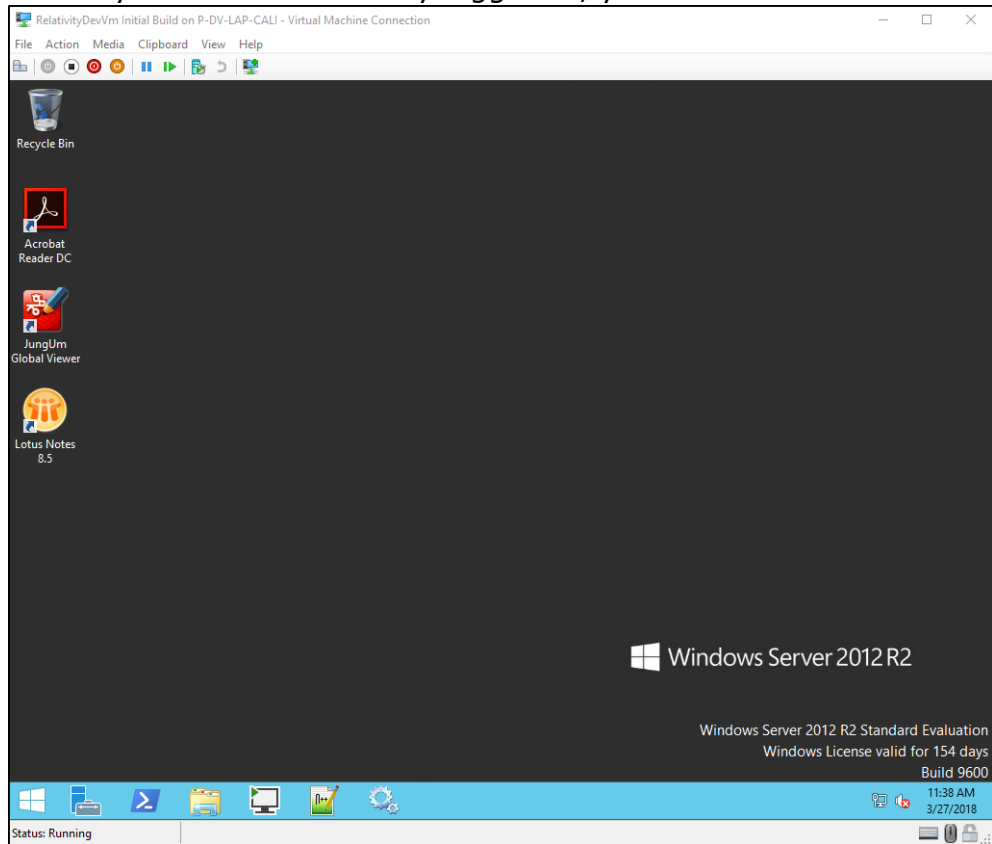 RelativityDevVm Initial Build on P-DV-LAP-CALI - Virtual Machine Connection
File Action Media Clipboard View Help
Recycle Bin
Acrobat
Reader DC
JungUm
Global Viewer
Lotus Notes
8.5
Windows Server 2012 R2
Windows Server 2012 R2 Standard Evaluation
Windows License valid for 154 days
Build 9600
11:38 AM
3/27/2018
Status: Running